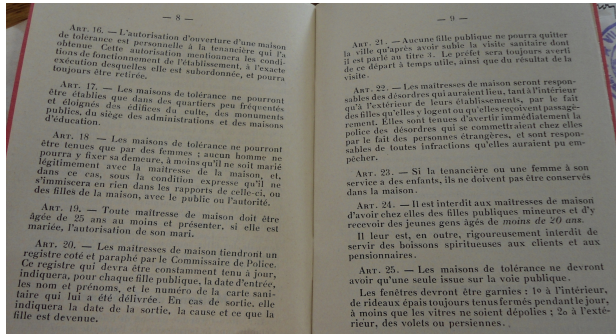 — 8 —
ART. 16. — L'autorisation d'ouverture d'une maison
de tolérance est personnelle à la tenancière qui l'a
obtenue Cette autorisation mentionnera les condi-
tions de fonctionnement de l'établissement, à l'exacte
exécution desquelles elle est subordonnée, et pourra
toujours être retirée.
ART. 17. — Les maisons de tolérance ne pourront
être établies que dans des quartiers peu fréquentés
et éloignés des édifices du culte, des monuments
publics, du siège des administrations et des maisons
d'éducation.
ART. 18 — Les maisons de tolérance ne pourront
être tenues que par des femmes ; aucun homme ne
pourra y fixer sa demeure, à moins qu'il ne soit marié
légitimement avec la maîtresse de la maison, et,
dans ce cas, sous la condition expresse qu'il ne
s'immiscera en rien dans les rapports de celle-ci, ou
des filles de la maison, avec le public ou l'autorité.
ART. 19. — Toute maîtresse de maison doit être
âgée de 25 ans au moins et présenter, si elle est
mariée, l'autorisation de son mari.
ART. 20. — Les maîtresses de maison tiendront un
registre coté et paraphé par le Commissaire de Police.
Ce registre qui devra être constamment tenu à jour,
indiquera, pour chaque fille publique, la date d'entrée,
les nom et prénoms, et le numéro de la carte sani-
taire qui lui a été délivrée. En cas de sortie, elle
indiquera la date de la sortie, la cause et ce que la
fille est devenue.
— 9 —
ART. 21. — Aucune fille publique ne pourra quitter
la ville qu'après avoir subie la visite sanitaire dont
il est parlé au titre 3. Le préfet sera toujours averti
de ce départ à temps utile, ainsi que du résultat de la
visite.
ART. 22. — Les maîtresses de maison seront respon-
sables des désordres qui auraient lieu, tant à l'intérieur
qu'à l'extérieur de leurs établissements, par le fait
des filles qu'elles y logent ou qu'elles reçoivent passagè-
rement. Elles sont tenues d'avertir immédiatement la
police des désordres qui se commettraient chez elles
par le fait des personnes étrangères, et sont respon-
sables de toutes infractions qu'elles auraient pu em-
pêcher.
ART. 23. — Si la tenancière ou une femme à son
service a des enfants, ils ne doivent pas être conservés
dans la maison.
ART. 24. — Il est interdit aux maîtresses de maison
d'avoir chez elles des filles publiques mineures et d'y
recevoir des jeunes gens âgés de moins de 20 ans.
Il leur est, en outre, rigoureusement interdit de
servir des boissons spiritueuses aux clients et aux
pensionnaires.
ART. 25. — Les maisons de tolérance ne devront
avoir qu'une seule issue sur la voie publique.
Les fenêtres devront être garnies : 1o à l'intérieur,
de rideaux épais toujours tenus fermés pendant le jour,
à moins que les vitres ne soient dépolies ; 2o à l'exté-
rieur, des volets ou persiennes.